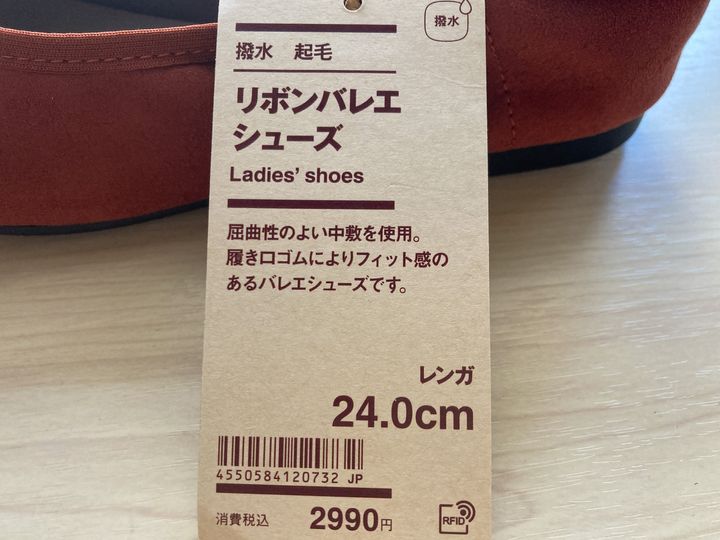 撥水
撥水 起毛
リボンバレエ
シューズ
Ladies' shoes
屈曲性のよい中敷を使用。
履き口ゴムによりフィット感の
あるバレエシューズです。
レンガ
24.0cm
4550584120732 JP
消費税込 2990円
RFID